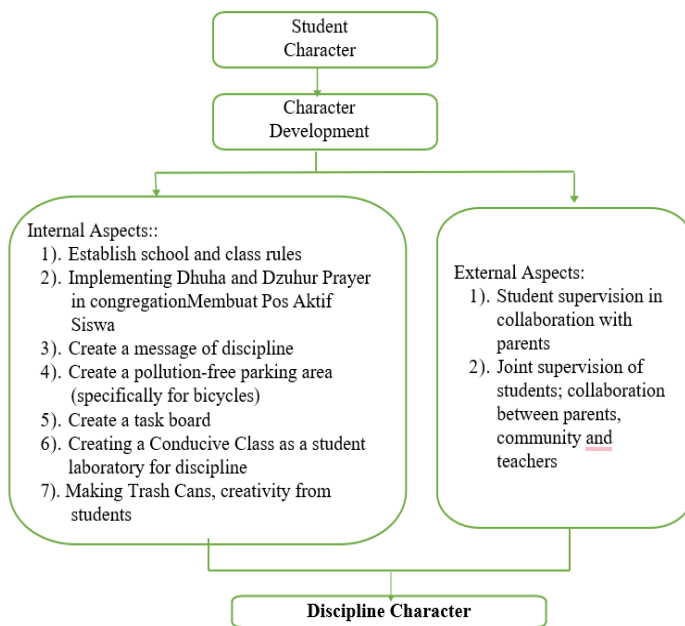 Student
Character
Character
Development
Internal Aspects::
1). Establish school and class rules
2). Implementing Dhuha and Dzuhur Prayer
in congregationMembuat Pos Aktif
Siswa
3). Create a message of discipline
4). Create a pollution-free parking area
(specifically for bicycles)
5). Create a task board
6). Creating a Conducive Class as a student
laboratory for discipline
7). Making Trash Cans, creativity from
students
External Aspects:
1). Student supervision in
collaboration with
parents
2). Joint supervision of
students; collaboration
between parents,
community and
teachers
Discipline Character